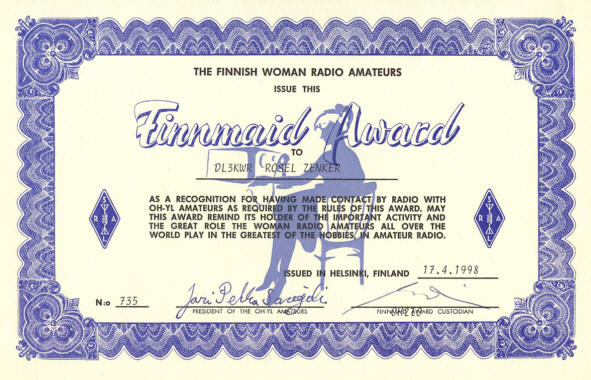 THE FINNISH WOMAN RADIO AMATEURS
ISSUE THIS
Finnmaid Award
TO
DL3KWR ROSEL ZENKER
AS A RECOGNITION FOR HAVING MADE CONTACT BY RADIO WITH
OH-YL AMATEURS AS REQUIRED BY THE RULES OF THIS AWARD. MAY
THIS AWARD REMIND ITS HOLDER OF THE IMPORTANT ACTIVITY AND
THE GREAT ROLE THE WOMAN RADIO AMATEURS ALL OVER THE
WORLD PLAY IN THE GREATEST OF THE HOBBIES, IN AMATEUR RADIO.
S R A L
S R A L
ISSUED IN HELSINKI, FINLAND 17.4.1998
N:o 735
PRESIDENT OF THE OH-YL AMATEURS
FINNMAID AWARD CUSTODIAN